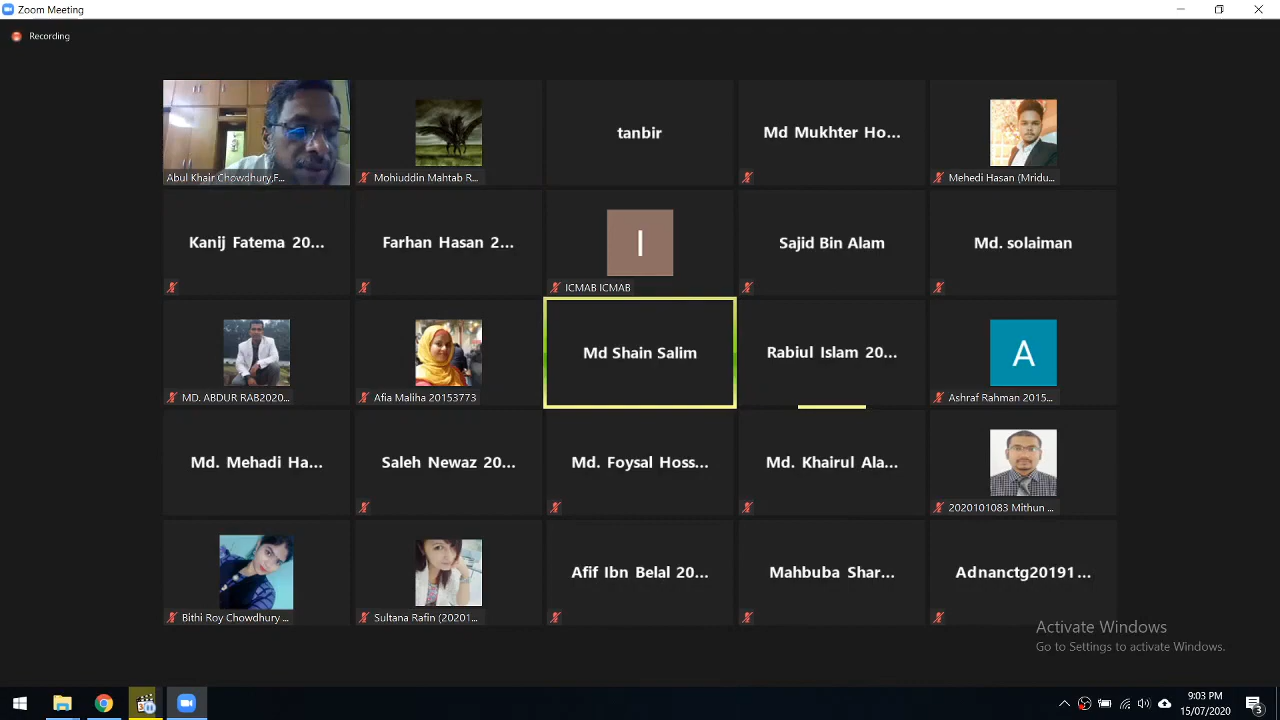 Zoom Meeting
Recording
Abul Khair Chowdhury,F...
Mohiuddin Mahtab R...
tanbir
Md Mukhter Ho...
Mehedi Hasan (Mridu...
Kanij Fatema 20...
Farhan Hasan 2...
I
ICMAB ICMAB
Sajid Bin Alam
Md. solaiman
MD. ABDUR RAB2020...
Afia Maliha 20153773
Md Shain Salim
Rabiul Islam 20...
A
Ashraf Rahman 2015...
Md. Mehadi Ha...
Saleh Newaz 20...
Md. Foysal Hoss...
Md. Khairul Ala...
2020101083 Mithun ...
Bithi Roy Chowdhury ...
Sultana Rafin (20201...
Afif Ibn Belal 20...
Mahbuba Shar...
Adnanctg20191...
Activate Windows
Go to Settings to activate Windows.
9:03 PM
15/07/2020
3